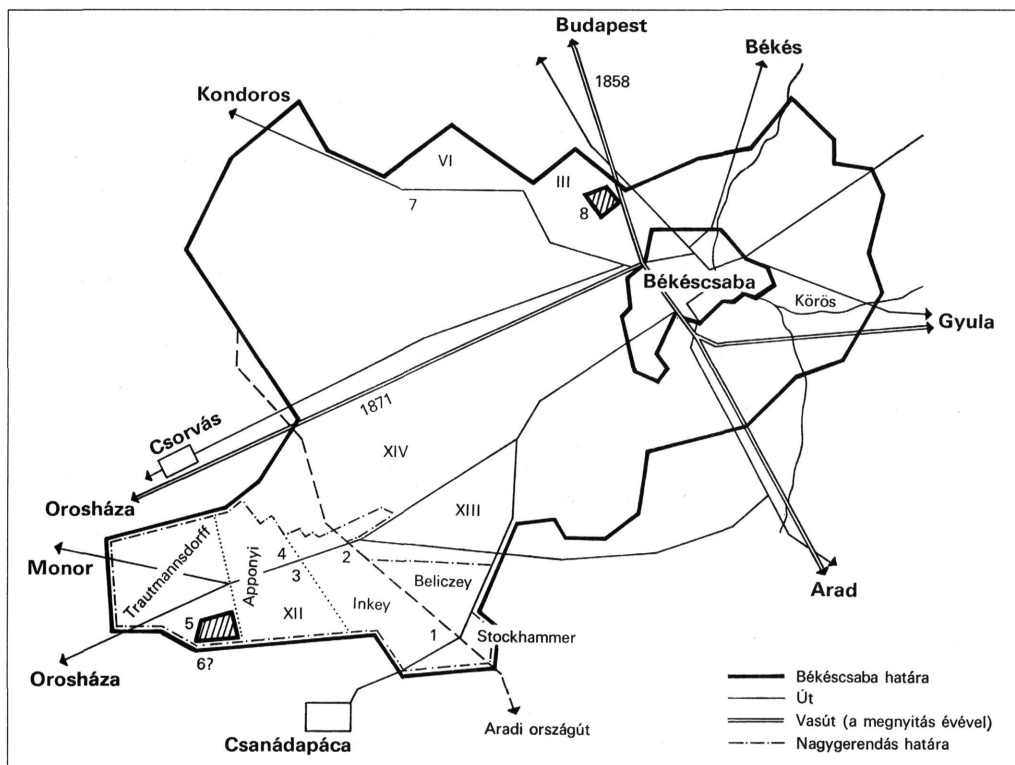 Budapest
Békés
1858
Kondoros
VI
III
7
8
Békéscsaba
Körös
Gyula
1871
Csorvás
XIV
Orosháza
XIII
Monor
Trautmannsdorff
Apponyi
4
3
2
Beliczey
Arad
XII
Inkey
5
1
Stockhammer
6?
Orosháza
Csanádapáca
Aradi országút
Békéscsaba határa
Út
Vasút (a megnyitás évével)
Nagygerendás határa